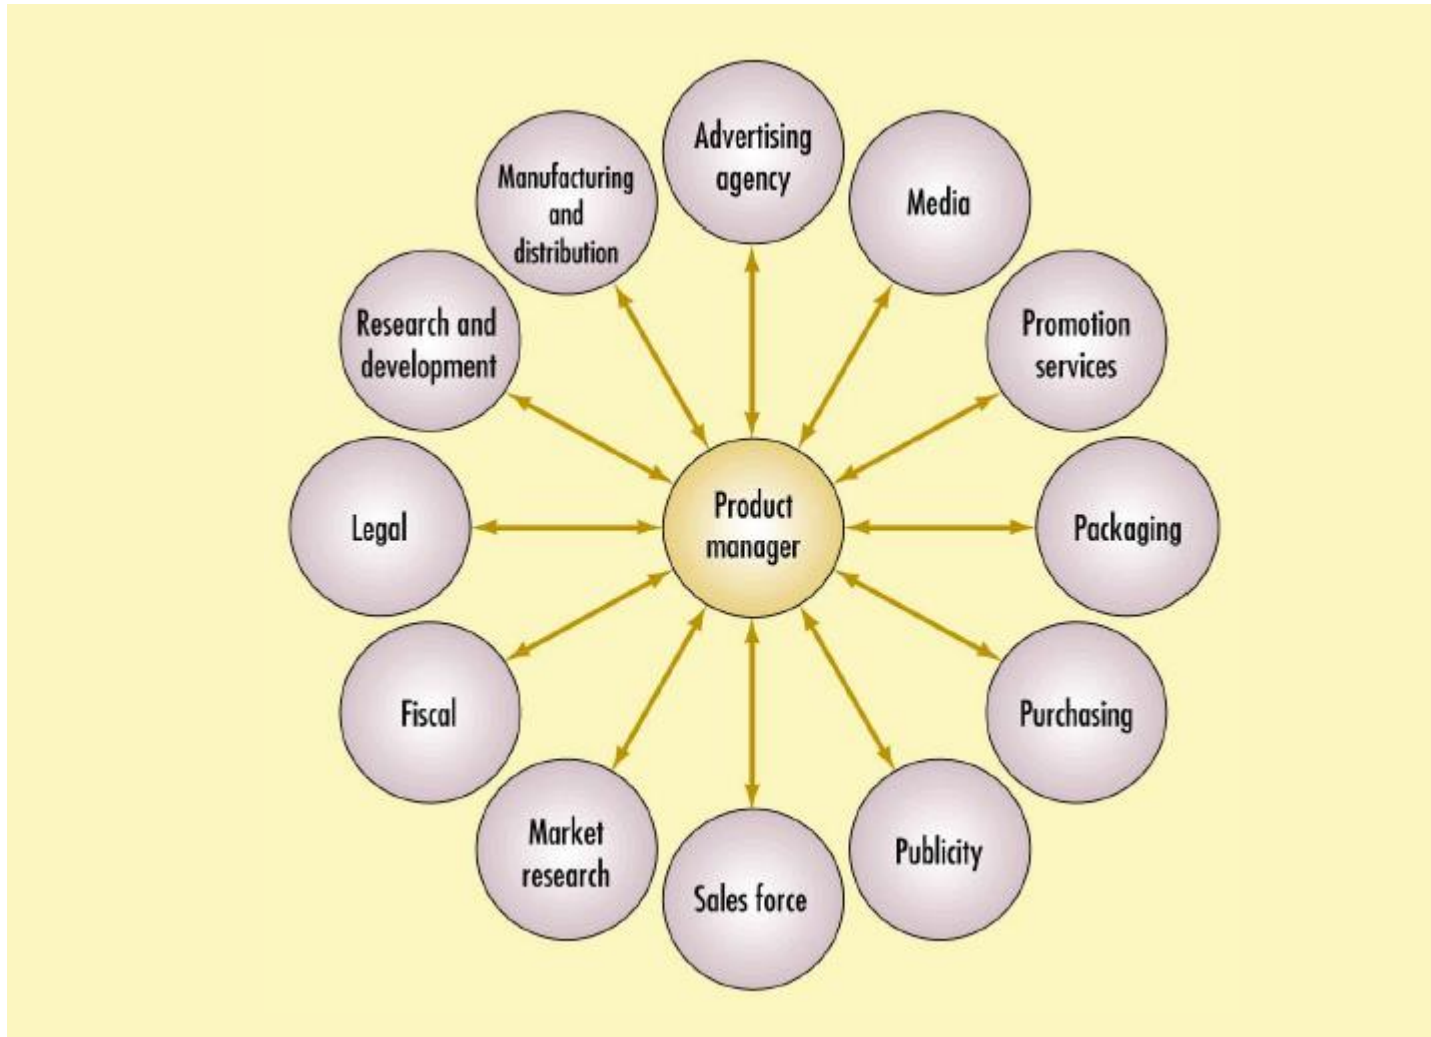 Advertising
agency
Media
Promotion
services
Packaging
Purchasing
Publicity
Sales force
Market
research
Fiscal
Legal
Research and
development
Manufacturing
and
distribution
Product
manager